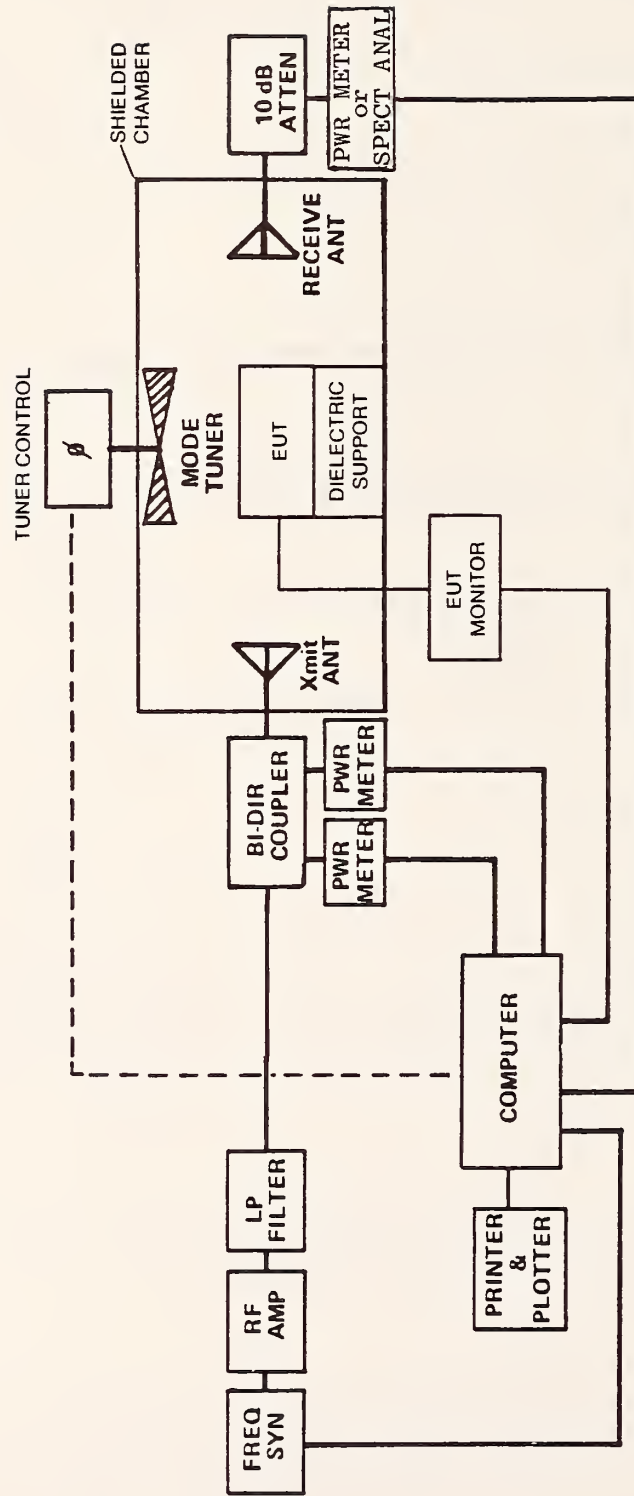 TUNER CONTROL
ø
SHIELDED
CHAMBER
MODE
TUNER
FREQ
SYN
RF
AMP
LP
FILTER
BI-DIR
COUPLER
Xmit
ANT
EUT
DIELECTRIC
SUPPORT
RECEIVE
ANT
10 dB
ATTEN
PWR METER
or
SPECT ANAL
PWR
METER
PWR
METER
EUT
MONITOR
COMPUTER
PRINTER
&
PLOTTER